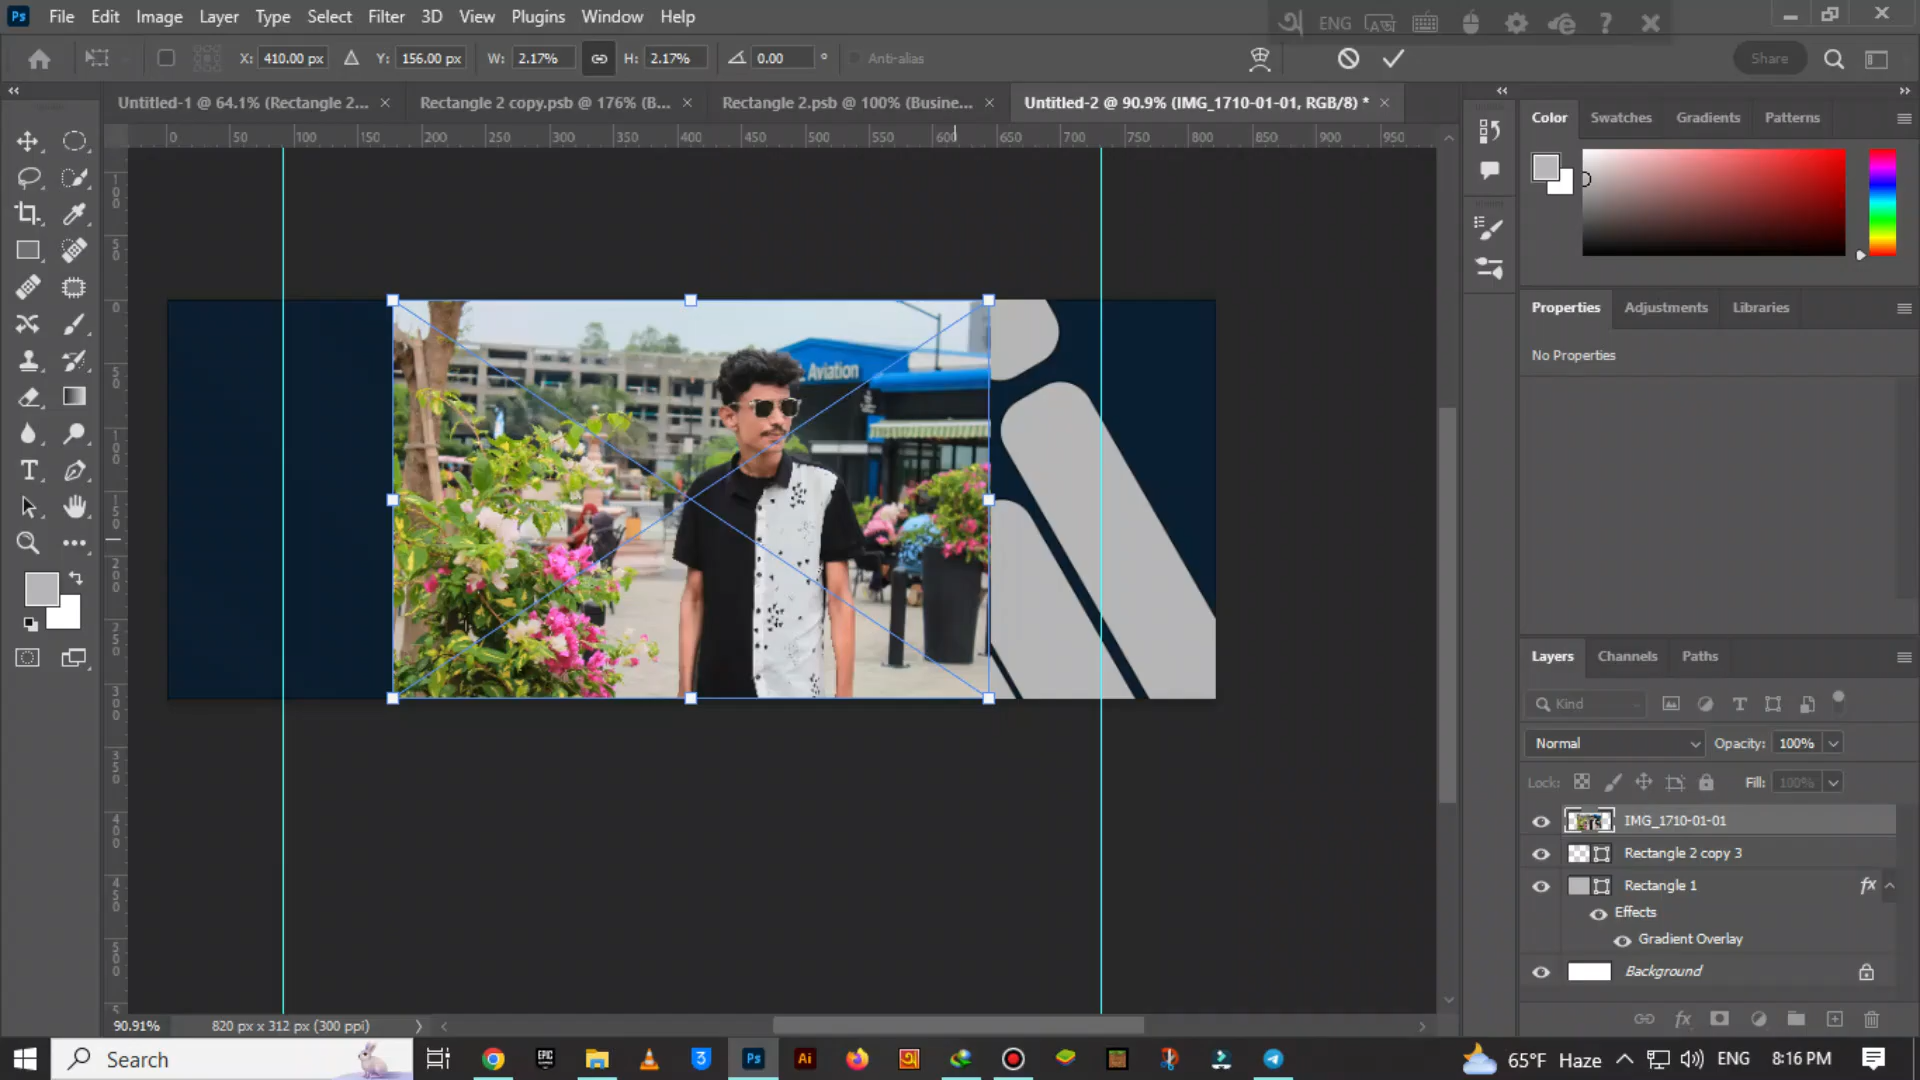 Ps File Edit Image Layer Type Select Filter 3D View Plugins Window Help
অ ENG
X: 410.00 px Y: 156.00 px W: 2.17% H: 2.17% 0.00 ° Anti-alias Share
Untitled-1 @ 64.1% (Rectangle 2... × Rectangle 2 copy.psb @ 176% (B... × Rectangle 2.psb @ 100% (Busine... × Untitled-2 @ 90.9% (IMG_1710-01-01, RGB/8) * ×
0 50 100 150 200 250 300 350 400 450 500 550 600 650 700 750 800 850 900 950
Color Swatches Gradients Patterns
Properties Adjustments Libraries
No Properties
Aviation
Layers Channels Paths
Kind
Normal Opacity: 100%
Lock: Fill: 100%
IMG_1710-01-01
Rectangle 2 copy 3
Rectangle 1 fx
Effects
Gradient Overlay
Background
fx
90.91% 820 px x 312 px (300 ppi)
Search EPIC GAMES 3 Ps Ai 65°F Haze ENG 8:16 PM